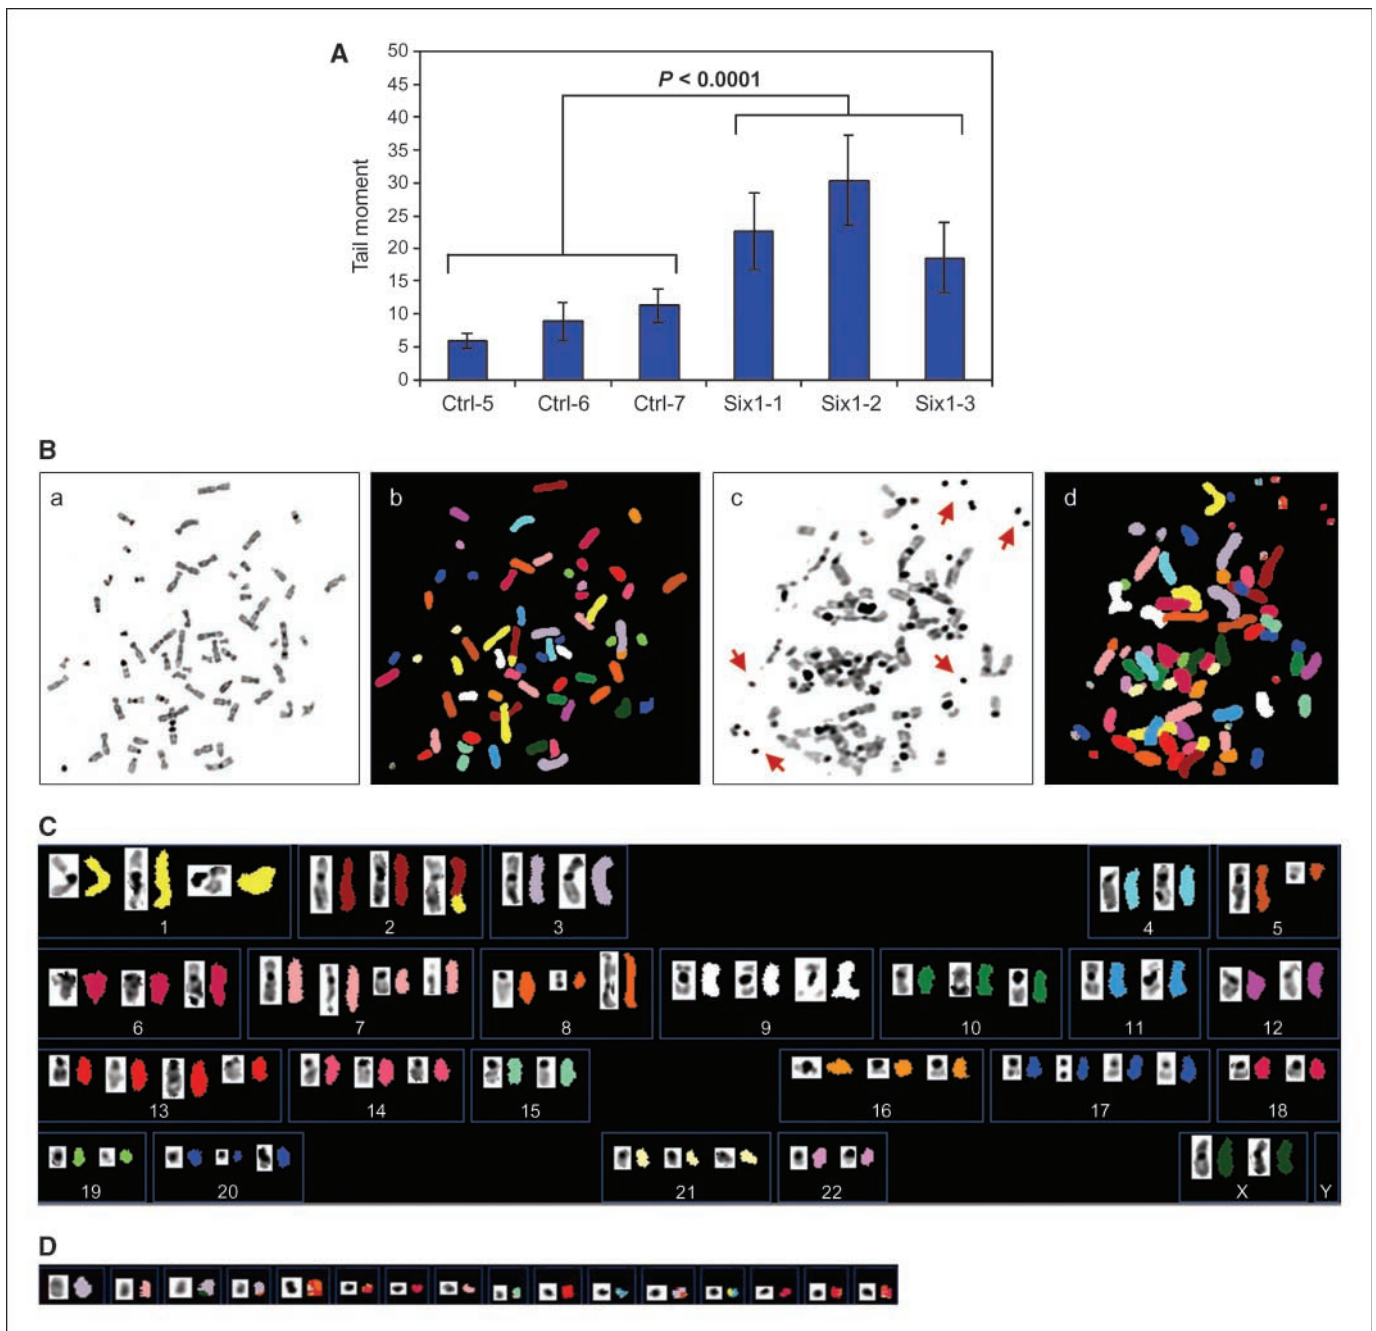 A
50
P < 0.0001
45
40
35
30
25
20
15
10
5
0
Tail moment
Ctrl-5 Ctrl-6 Ctrl-7 Six1-1 Six1-2 Six1-3
B
a b c d
C
1 2 3 4 5
6 7 8 9 10 11 12
13 14 15 16 17 18
19 20 21 22 X Y
D